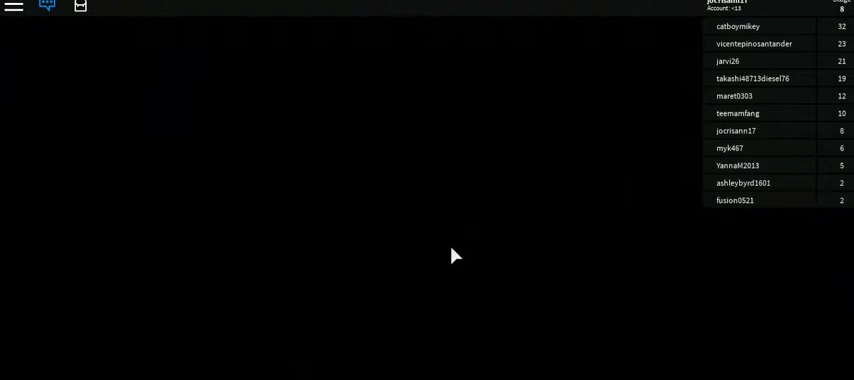 jocrisann17
Account: <13
Stage
8
catboymikey 32
vicentepinosantander 23
jarvi26 21
takashi48713diesel76 19
maret0303 12
teemamfang 10
jocrisann17 8
myk467 6
YannaM2013 5
ashleybyrd1601 2
fusion0521 2